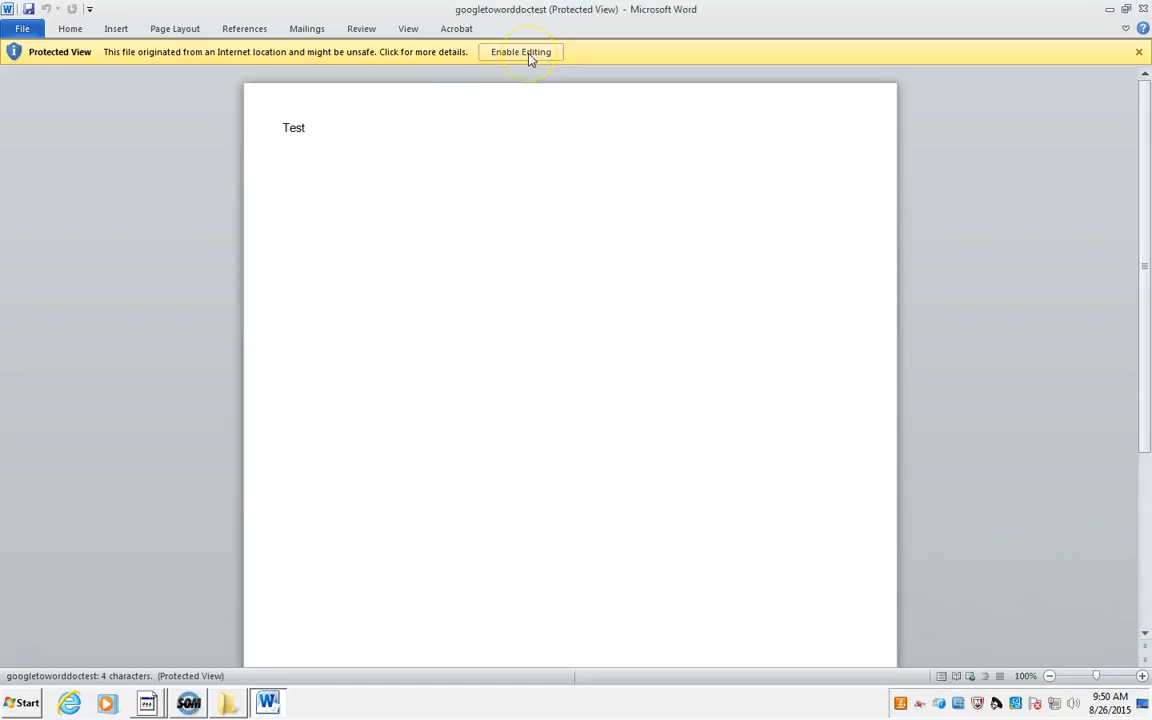 googletoworddoctest (Protected View) - Microsoft Word
File Home Insert Page Layout References Mailings Review View Acrobat
Protected View This file originated from an Internet location and might be unsafe. Click for more details. Enable Editing
Test
googletoworddoctest: 4 characters. (Protected View) 100%
Start SOM 9:50 AM
8/26/2015